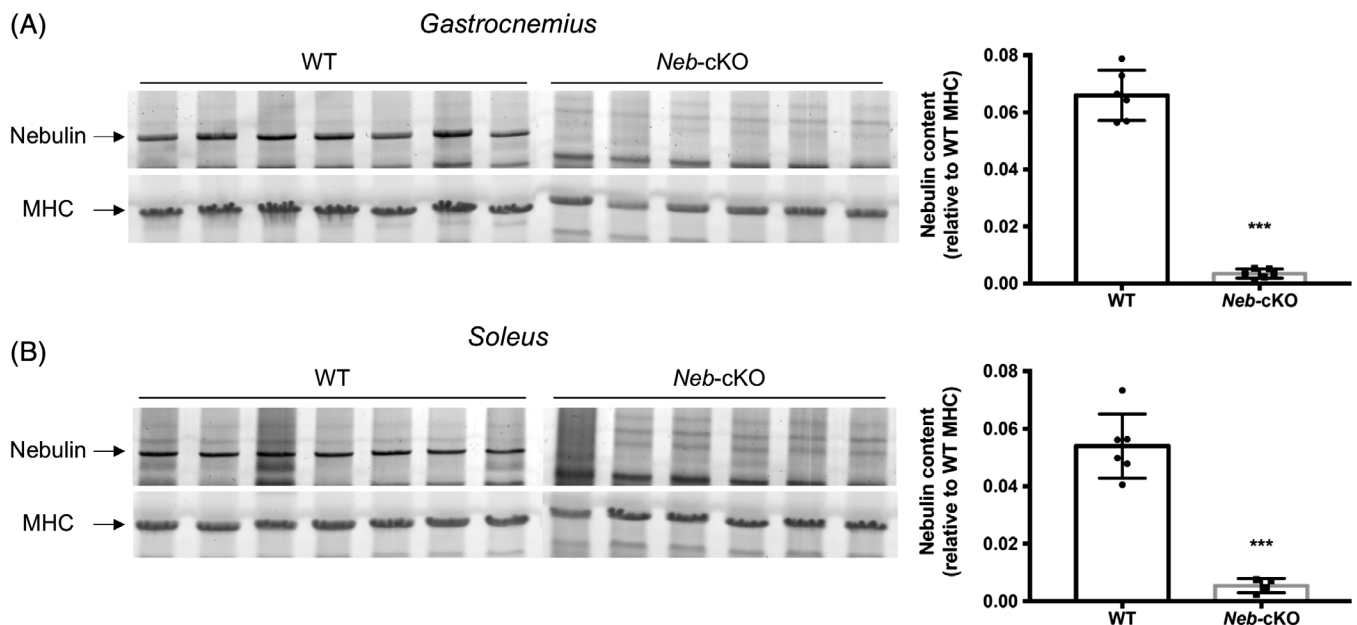 (A)
Gastrocnemius
WT
Neb-cKO
Nebulin
MHC
Nebulin content
(relative to WT MHC)
0.08
0.06
0.04
0.02
0.00
***
WT
Neb-cKO
(B)
Soleus
WT
Neb-cKO
Nebulin
MHC
Nebulin content
(relative to WT MHC)
0.08
0.06
0.04
0.02
0.00
***
WT
Neb-cKO